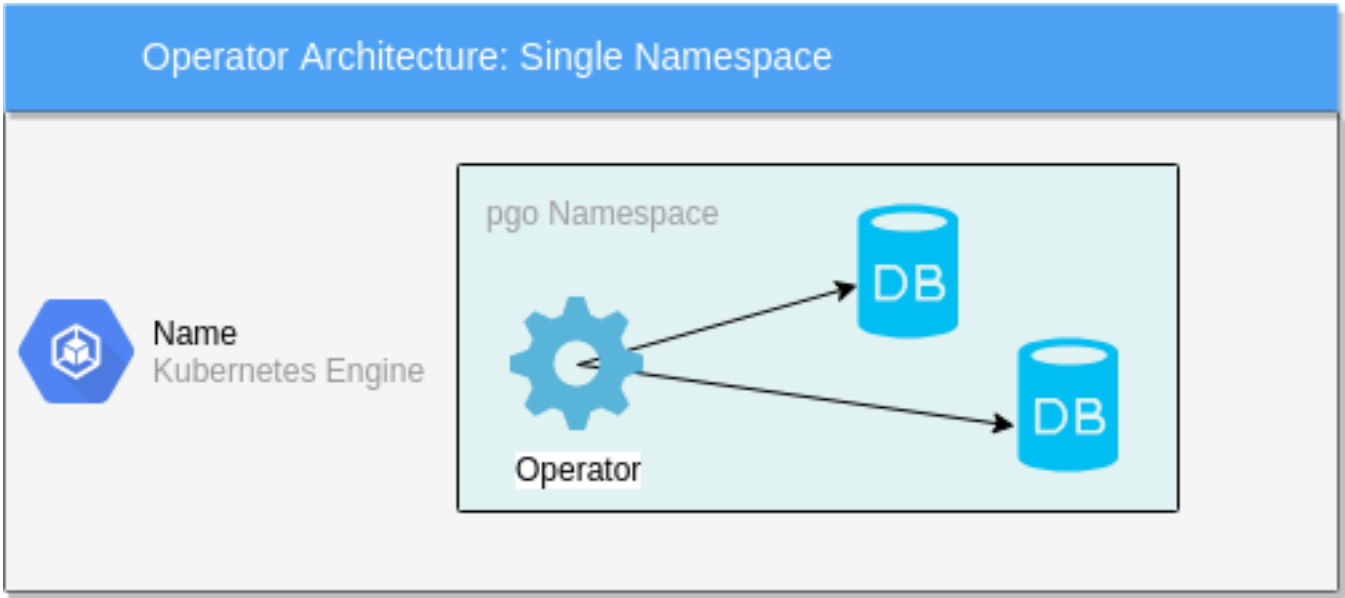 Operator Architecture: Single Namespace
pgo Namespace
DB
Name
Kubernetes Engine
DB
Operator